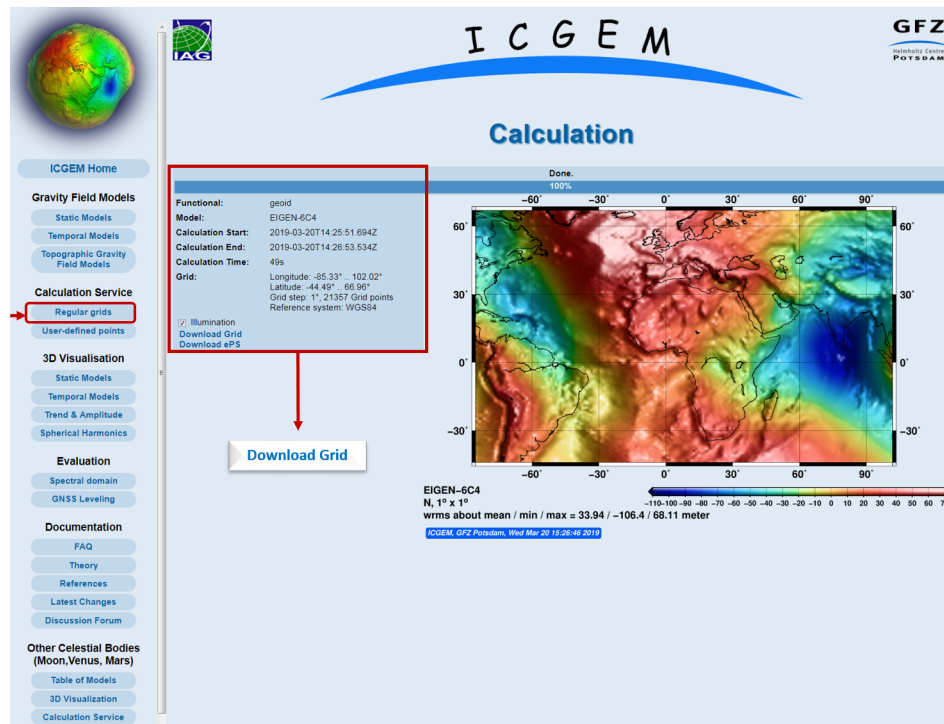 IAG
I C G E M
GFZ
Helmholtz Centre
POTSDAM
Calculation
ICGEM Home
Gravity Field Models
Static Models
Temporal Models
Topographic Gravity
Field Models
Calculation Service
Regular grids
User-defined points
3D Visualisation
Static Models
Temporal Models
Trend & Amplitude
Spherical Harmonics
Evaluation
Spectral domain
GNSS Leveling
Documentation
FAQ
Theory
References
Latest Changes
Discussion Forum
Other Celestial Bodies
(Moon,Venus, Mars)
Table of Models
3D Visualization
Calculation Service
Done.
100%
Functional: geoid
Model: EIGEN-6C4
Calculation Start: 2019-03-20T14:25:51.694Z
Calculation End: 2019-03-20T14:26:53.534Z
Calculation Time: 49s
Grid: Longitude: -85.33° .. 102.02°
Latitude: -44.49° .. 66.96°
Grid step: 1°, 21357 Grid points
Reference system: WGS84
Illumination
Download Grid
Download ePS
Download Grid
−60° −30° 0° 30° 60° 90°
60° 60°
30° 30°
0° 0°
−30° −30°
−60° −30° 0° 30° 60° 90°
EIGEN−6C4
−110−100 −90 −80 −70 −60 −50 −40 −30 −20 −10 0 10 20 30 40 50 60
N, 1° x 1°
wrms about mean / min / max = 33.94 / −106.4 / 68.11 meter
ICGEM, GFZ Potsdam, Wed Mar 20 15:26:46 2019